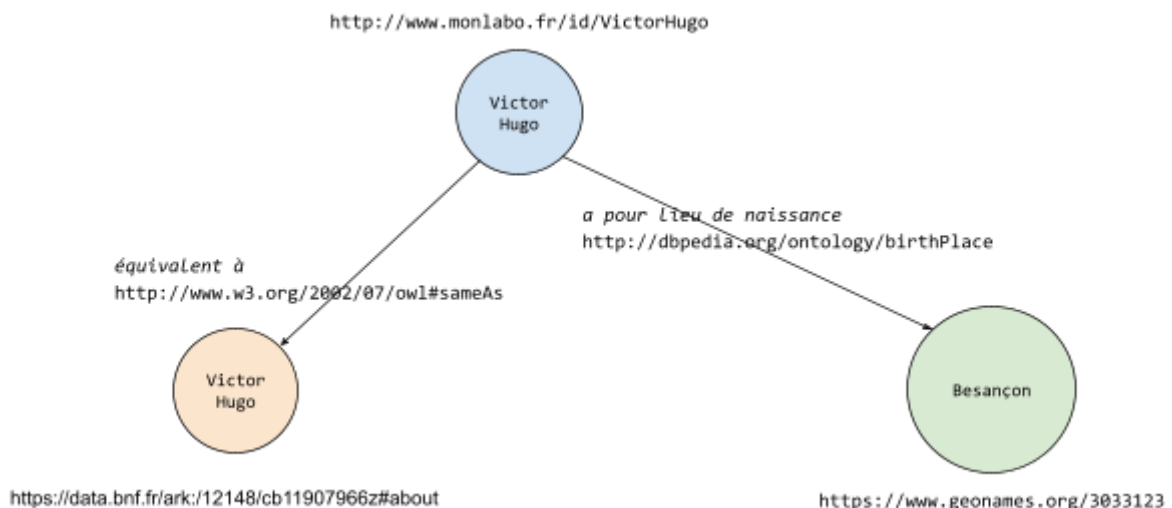 http://www.monlabo.fr/id/VictorHugo
Victor
Hugo
a pour lieu de naissance
http://dbpedia.org/ontology/birthPlace
équivalent à
http://www.w3.org/2002/07/owl#sameAs
Victor
Hugo
Besançon
https://data.bnf.fr/ark:/12148/cb11907966z#about
https://www.geonames.org/3033123